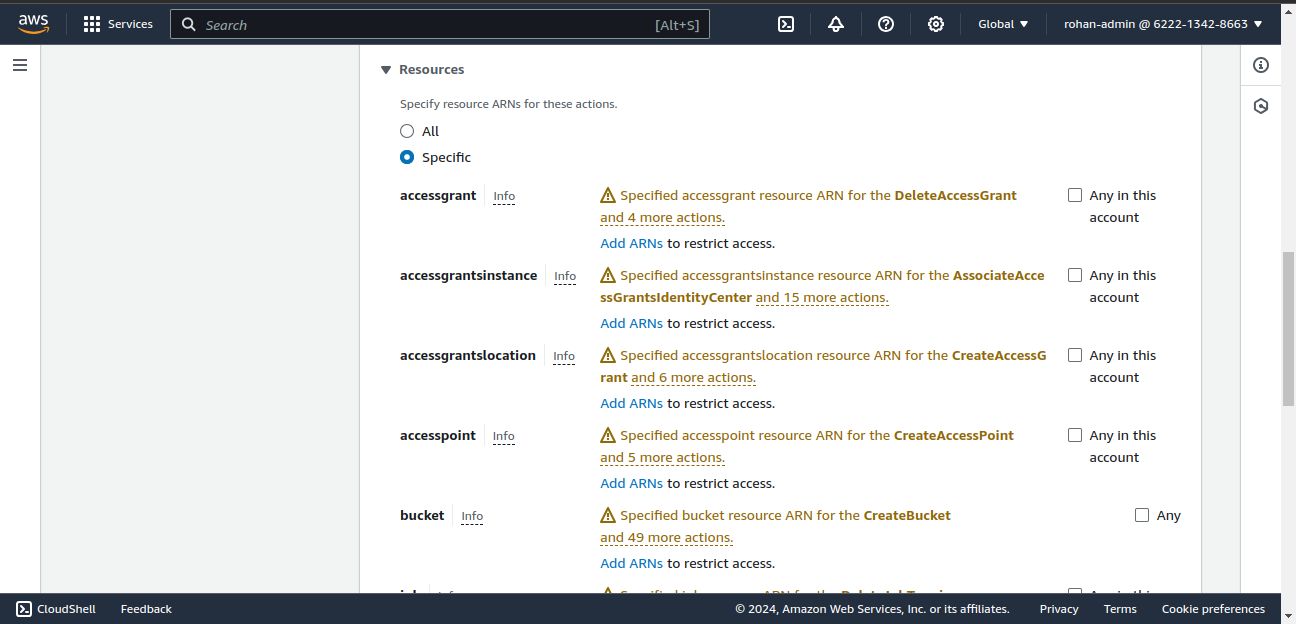 aws
Services
Search [Alt+S]
Global
rohan-admin @ 6222-1342-8663
Resources
Specify resource ARNs for these actions.
All
Specific
accessgrant Info
Specified accessgrant resource ARN for the DeleteAccessGrant
and 4 more actions.
Add ARNs to restrict access.
Any in this
account
accessgrantsinstance Info
Specified accessgrantsinstance resource ARN for the AssociateAcce
ssGrantsIdentityCenter and 15 more actions.
Add ARNs to restrict access.
Any in this
account
accessgrantslocation Info
Specified accessgrantslocation resource ARN for the CreateAccessG
rant and 6 more actions.
Add ARNs to restrict access.
Any in this
account
accesspoint Info
Specified accesspoint resource ARN for the CreateAccessPoint
and 5 more actions.
Add ARNs to restrict access.
Any in this
account
bucket Info
Specified bucket resource ARN for the CreateBucket
and 49 more actions.
Add ARNs to restrict access.
Any
CloudShell
Feedback
© 2024, Amazon Web Services, Inc. or its affiliates.
Privacy
Terms
Cookie preferences